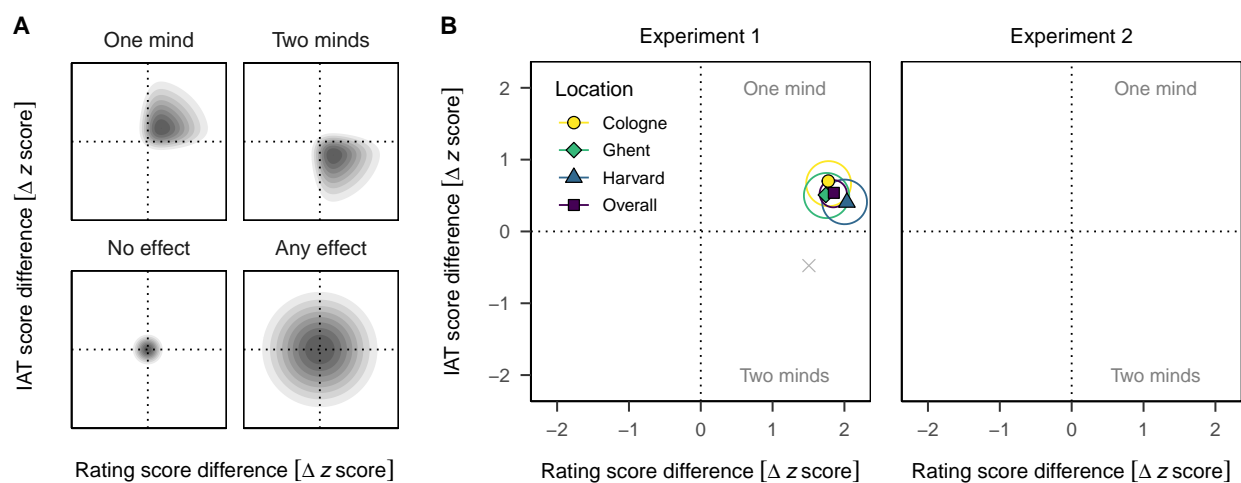 A
One mind
Two minds
No effect
Any effect
IAT score difference [Δ z score]
Rating score difference [Δ z score]
B
Experiment 1
Experiment 2
IAT score difference [Δ z score]
2
1
0
−1
−2
Location
Cologne
Ghent
Harvard
Overall
One mind
Two minds
One mind
Two minds
−2 −1 0 1 2
−2 −1 0 1 2
Rating score difference [Δ z score]
Rating score difference [Δ z score]